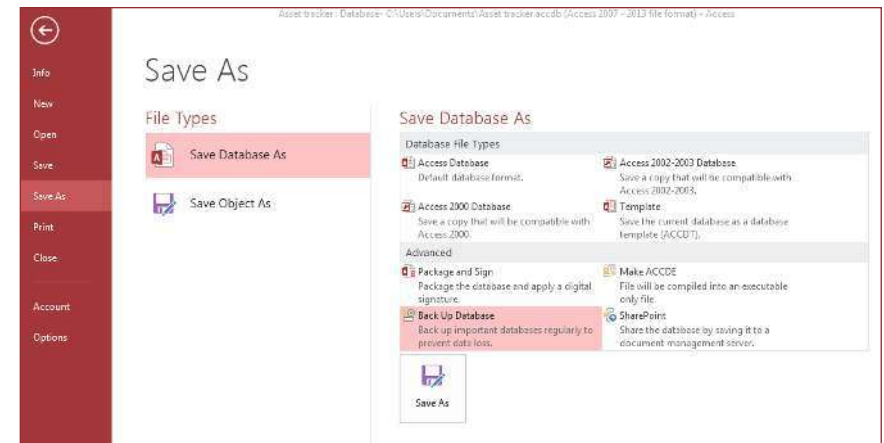 Asset tracker : Database- C:\Users\Documents\Asset tracker.accdb (Access 2007 - 2013 file format) - Access
Info
New
Open
Save
Save As
Print
Close
Account
Options
Save As
File Types
Save Database As
Save Object As
Save Database As
Database File Types
Access Database
Default database format.
Access 2002-2003 Database
Save a copy that will be compatible with
Access 2002-2003.
Access 2000 Database
Save a copy that will be compatible with
Access 2000.
Template
Save the current database as a database
template (ACCDT).
Advanced
Package and Sign
Package the database and apply a digital
signature.
Make ACCDE
File will be compiled into an executable
only file.
Back Up Database
Back up important databases regularly to
prevent data loss.
SharePoint
Share the database by saving it to a
document management server.
Save As